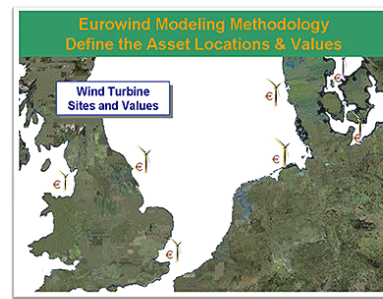 Eurowind Modeling Methodology
Define the Asset Locations & Values
Wind Turbine
Sites and Values
€
€
€
€
€
€
€